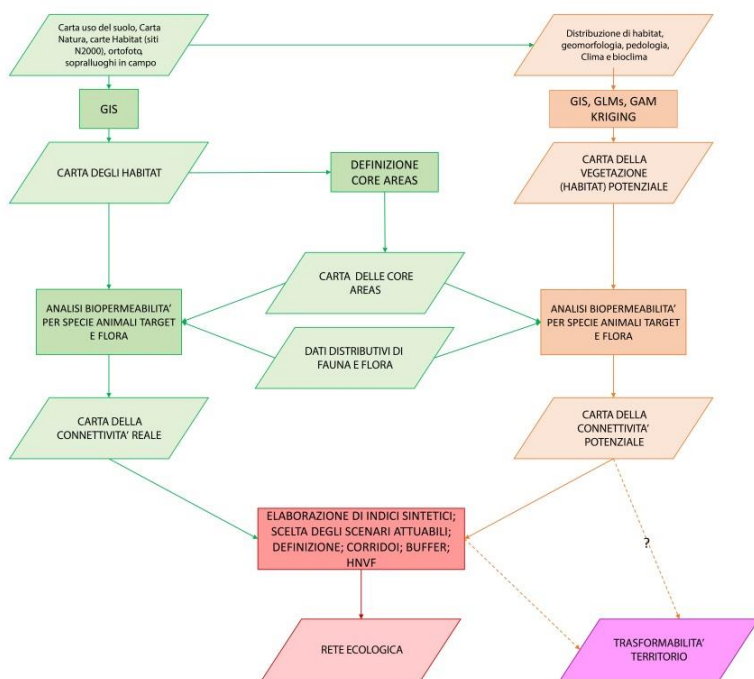 Carta uso del suolo, Carta
Natura, carte Habitat (siti
N2000), ortofoto,
sopralluoghi in campo
Distribuzione di habitat,
geomorfologia, pedologia,
Clima e bioclima
GIS
GIS, GLMs, GAM
KRIGING
CARTA DEGLI HABITAT
DEFINIZIONE
CORE AREAS
CARTA DELLA
VEGETAZIONE
(HABITAT) POTENZIALE
CARTA DELLE CORE
AREAS
ANALISI BIOPERMEABILITA'
PER SPECIE ANIMALI TARGET
E FLORA
DATI DISTRIBUTIVI DI
FAUNA E FLORA
ANALISI BIOPERMEABILITA'
PER SPECIE ANIMALI TARGET
E FLORA
CARTA DELLA
CONNETTIVITA' REALE
CARTA DELLA
CONNETTIVITA'
POTENZIALE
ELABORAZIONE DI INDICI SINTETICI;
SCELTA DEGLI SCENARI ATTUABILI;
DEFINIZIONE; CORRIDOI; BUFFER;
HNVF
?
RETE ECOLOGICA
TRASFORMABILITA'
TERRITORIO